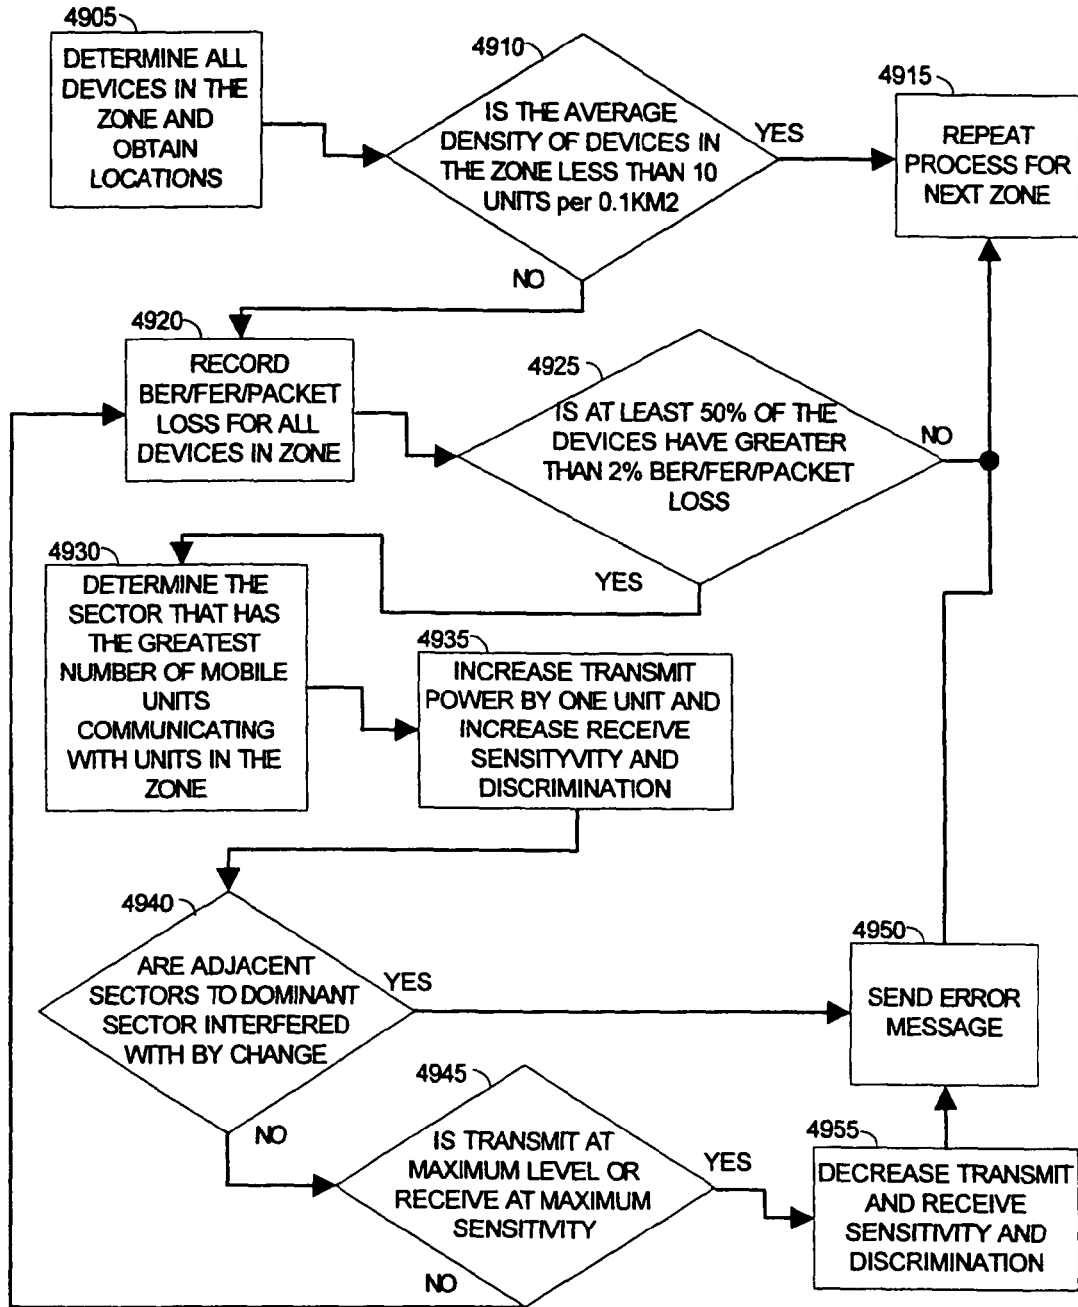 4905
DETERMINE ALL
DEVICES IN THE
ZONE AND
OBTAIN
LOCATIONS
4910
IS THE AVERAGE
DENSITY OF DEVICES IN
THE ZONE LESS THAN 10
UNITS per 0.1KM2
YES
NO
4915
REPEAT
PROCESS FOR
NEXT ZONE
4920
RECORD
BER/FER/PACKET
LOSS FOR ALL
DEVICES IN ZONE
4925
IS AT LEAST 50% OF THE
DEVICES HAVE GREATER
THAN 2% BER/FER/PACKET
LOSS
NO
YES
4930
DETERMINE THE
SECTOR THAT HAS
THE GREATEST
NUMBER OF MOBILE
UNITS
COMMUNICATING
WITH UNITS IN THE
ZONE
4935
INCREASE TRANSMIT
POWER BY ONE UNIT AND
INCREASE RECEIVE
SENSITYVITY AND
DISCRIMINATION
4940
ARE ADJACENT
SECTORS TO DOMINANT
SECTOR INTERFERED
WITH BY CHANGE
YES
NO
4950
SEND ERROR
MESSAGE
4945
IS TRANSMIT AT
MAXIMUM LEVEL OR
RECEIVE AT MAXIMUM
SENSITIVITY
YES
NO
4955
DECREASE TRANSMIT
AND RECEIVE
SENSITIVITY AND
DISCRIMINATION